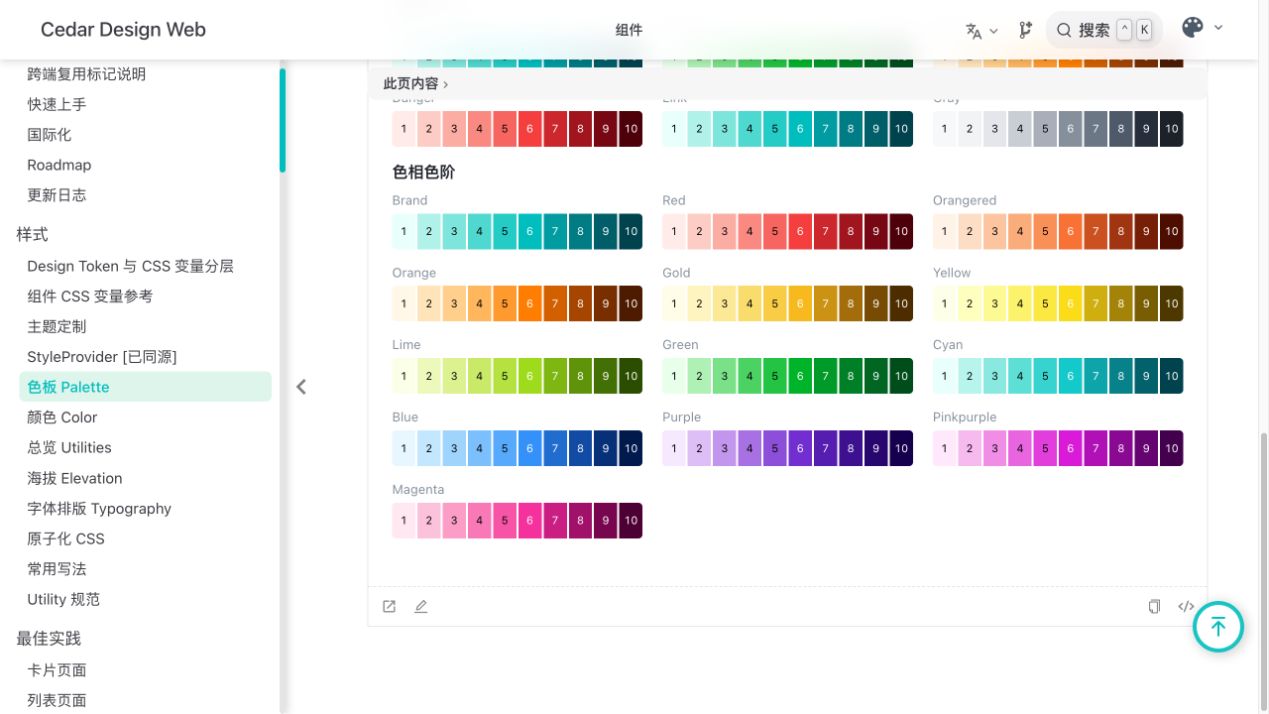 Cedar Design Web
组件
搜索 ^ K
跨端复用标记说明
快速上手
国际化
Roadmap
更新日志
样式
Design Token 与 CSS 变量分层
组件 CSS 变量参考
主题定制
StyleProvider [已同源]
色板 Palette
颜色 Color
总览 Utilities
海拔 Elevation
字体排版 Typography
原子化 CSS
常用写法
Utility 规范
最佳实践
卡片页面
列表页面
此页内容 ›
Danger Link Gray
1 2 3 4 5 6 7 8 9 10 1 2 3 4 5 6 7 8 9 10 1 2 3 4 5 6 7 8 9 10
色相色阶
Brand Red Orangered
1 2 3 4 5 6 7 8 9 10 1 2 3 4 5 6 7 8 9 10 1 2 3 4 5 6 7 8 9 10
Orange Gold Yellow
1 2 3 4 5 6 7 8 9 10 1 2 3 4 5 6 7 8 9 10 1 2 3 4 5 6 7 8 9 10
Lime Green Cyan
1 2 3 4 5 6 7 8 9 10 1 2 3 4 5 6 7 8 9 10 1 2 3 4 5 6 7 8 9 10
Blue Purple Pinkpurple
1 2 3 4 5 6 7 8 9 10 1 2 3 4 5 6 7 8 9 10 1 2 3 4 5 6 7 8 9 10
Magenta
1 2 3 4 5 6 7 8 9 10